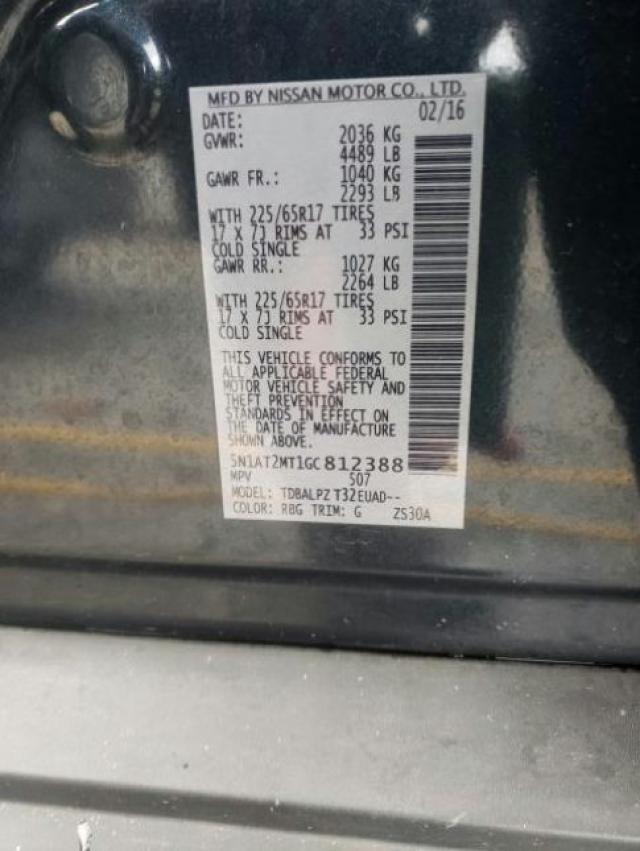 MFD BY NISSAN MOTOR CO., LTD.
DATE: 02/16
GVWR: 2036 KG
4489 LB
GAWR FR.: 1040 KG
2293 LB
WITH 225/65R17 TIRES
17 X 7J RIMS AT 33 PSI
COLD SINGLE
GAWR RR.: 1027 KG
2264 LB
WITH 225/65R17 TIRES
17 X 7J RIMS AT 33 PSI
COLD SINGLE
THIS VEHICLE CONFORMS TO
ALL APPLICABLE FEDERAL
MOTOR VEHICLE SAFETY AND
THEFT PREVENTION
STANDARDS IN EFFECT ON
THE DATE OF MANUFACTURE
SHOWN ABOVE.
5N1AT2MT1GC812388
MPV 507
MODEL: TDBALPZ T32EUAD--
COLOR: RBG TRIM: G ZS30A